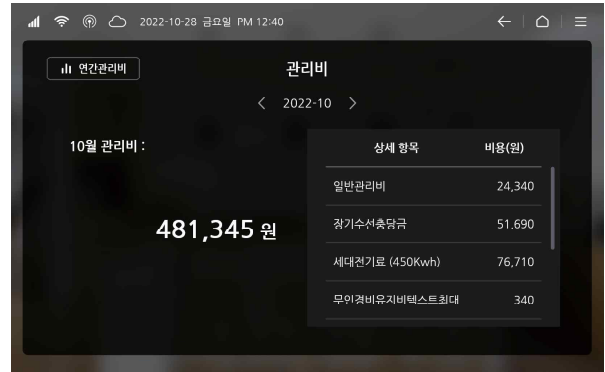 2022-10-28 금요일 PM 12:40
연간관리비
관리비
2022-10
10월 관리비 :
481,345 원
상세 항목 비용(원)
일반관리비 24,340
장기수선충당금 51.690
세대전기료 (450Kwh) 76,710
무인경비유지비텍스트최대 340